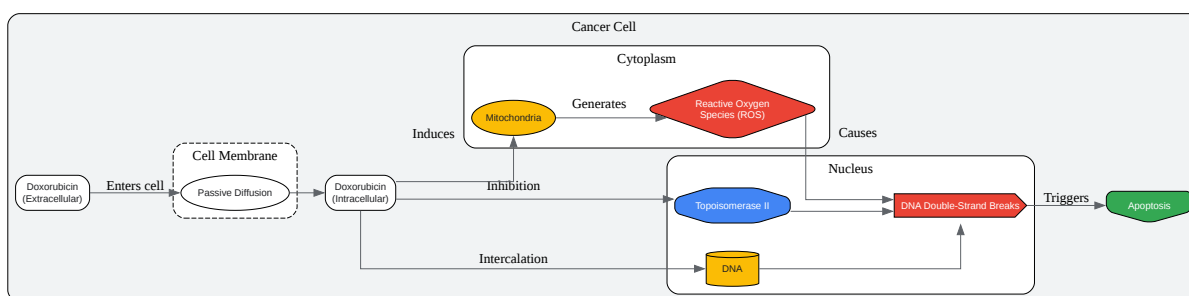 Cancer Cell
Cytoplasm
Mitochondria
Generates
Reactive Oxygen
Species (ROS)
Induces
Causes
Cell Membrane
Nucleus
Doxorubicin
(Extracellular)
Enters cell
Passive Diffusion
Doxorubicin
(Intracellular)
Inhibition
Topoisomerase II
DNA Double-Strand Breaks
Triggers
Apoptosis
Intercalation
DNA